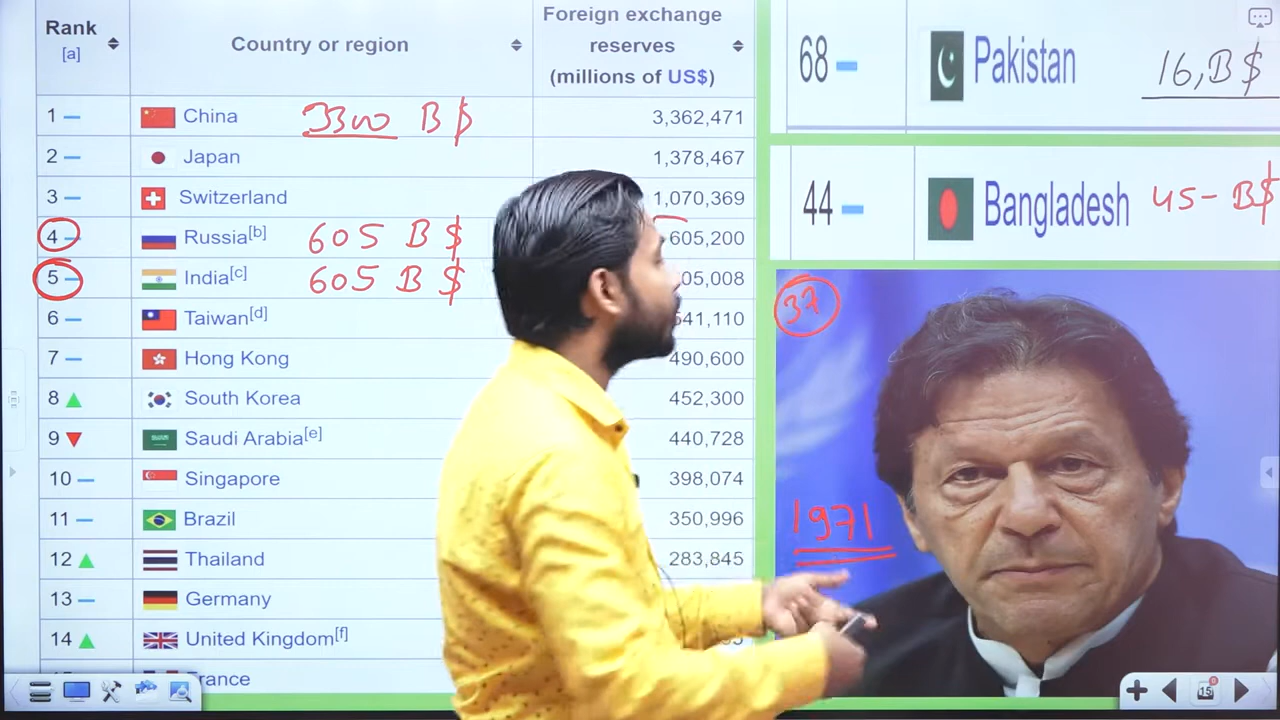 Rank Country or region Foreign exchange reserves (millions of US$)
[a]
1 China 3300 B $ 3,362,471
2 Japan 1,378,467
3 Switzerland 1,070,369
4 Russia[b] 605 B $ 605,200
5 India[c] 605 B $ 05,008
6 Taiwan[d] 541,110
7 Hong Kong 490,600
8 South Korea 452,300
9 Saudi Arabia[e] 440,728
10 Singapore 398,074
11 Brazil 350,996
12 Thailand 283,845
13 Germany
14 United Kingdom[f]
France
68 Pakistan 16,B $
44 Bangladesh 45- B$
37
1971
15